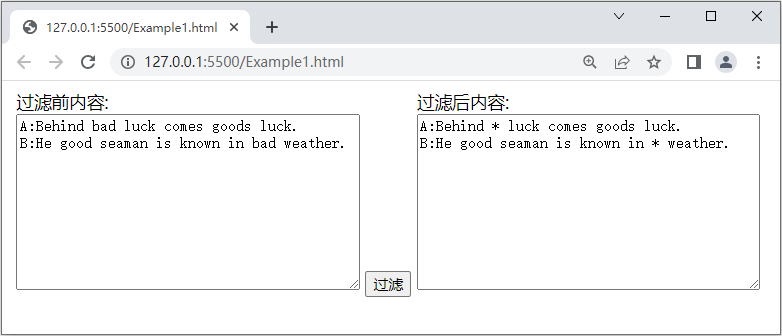 127.0.0.1:5500/Example1.html
127.0.0.1:5500/Example1.html
过滤前内容:
A:Behind bad luck comes goods luck.
B:He good seaman is known in bad weather.
过滤
过滤后内容:
A:Behind * luck comes goods luck.
B:He good seaman is known in * weather.